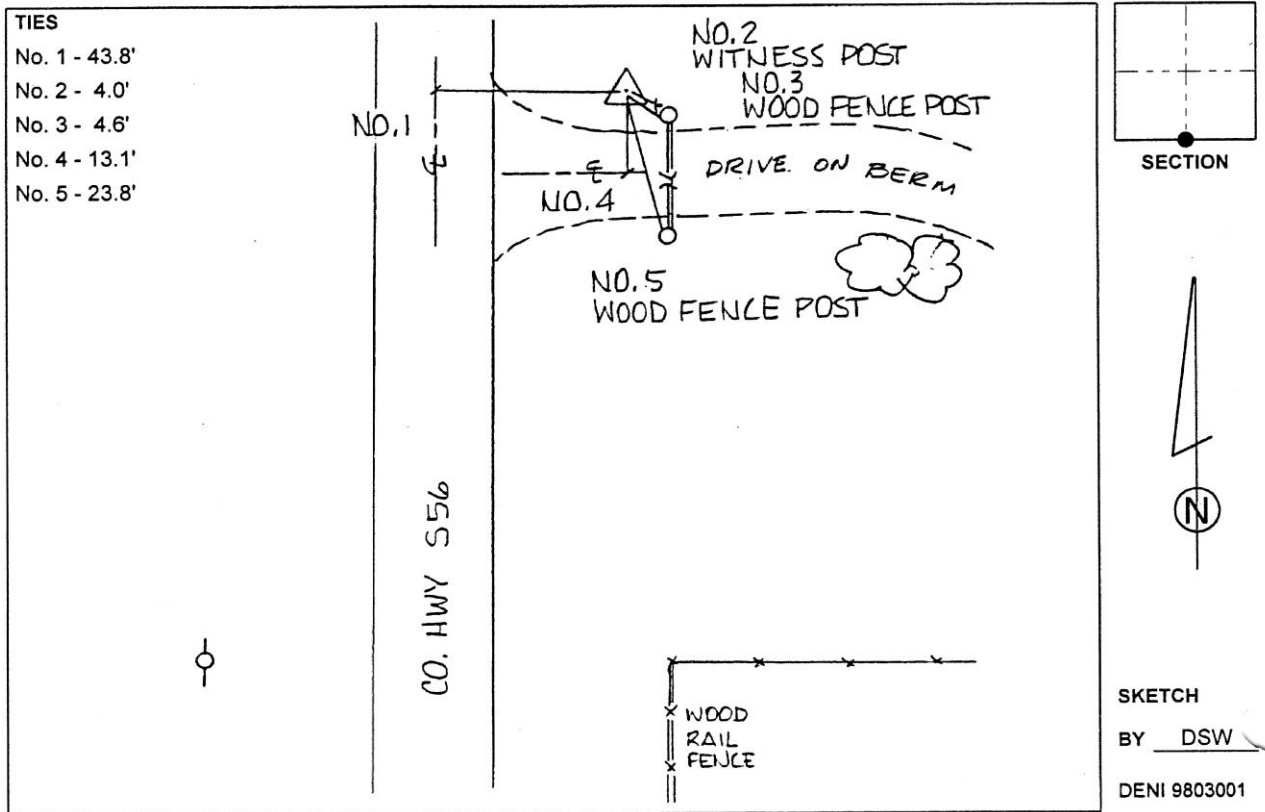 TIES
No. 1 - 43.8'
No. 2 - 4.0'
No. 3 - 4.6'
No. 4 - 13.1'
No. 5 - 23.8'
NO.1
NO.2
WITNESS POST
NO.3
WOOD FENCE POST
℄
℄
NO.4
DRIVE ON BERM
NO.5
WOOD FENCE POST
CO. HWY S56
WOOD
RAIL
FENCE
SECTION
N
SKETCH
BY DSW
DENI 9803001